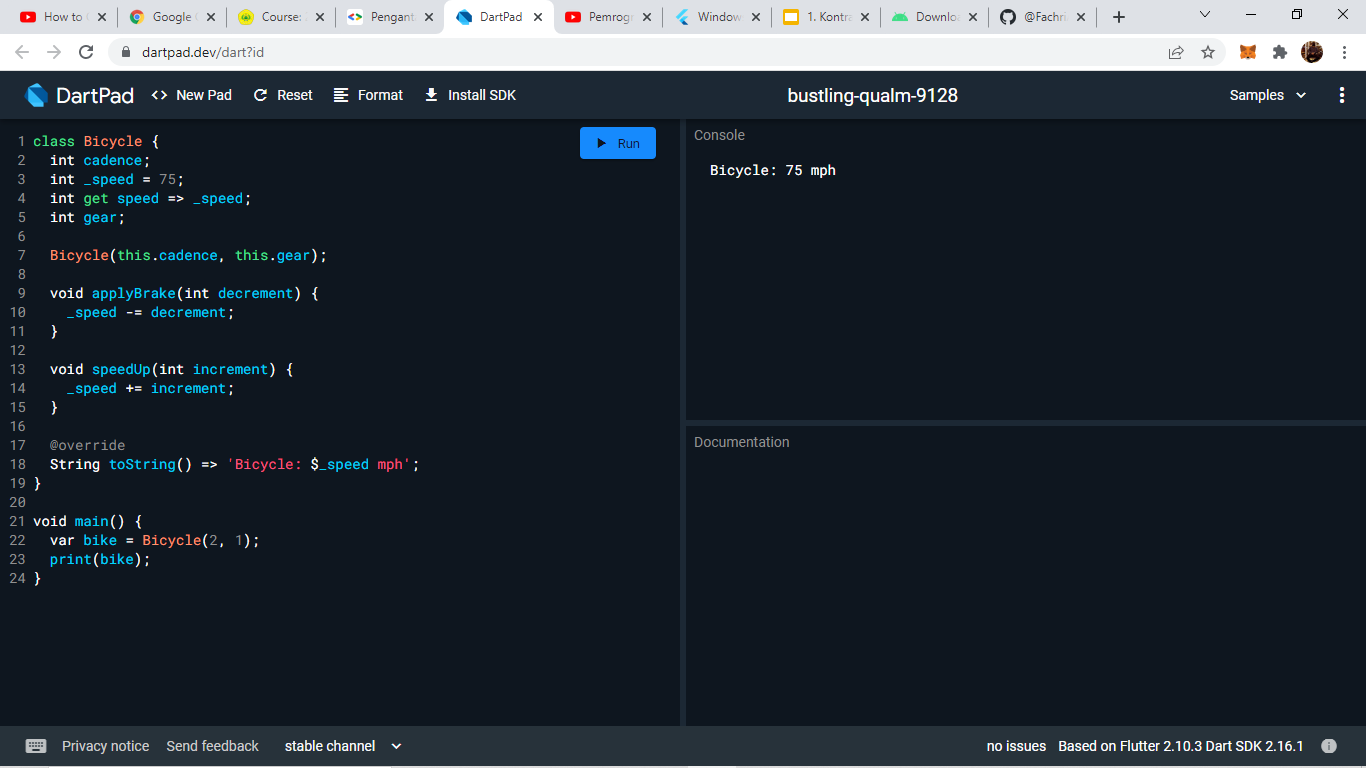 How to
Google
Course:
Pengant
DartPad
Pemrog
Window
1. Kontra
Downlo
@Fachri
dartpad.dev/dart?id
DartPad
<> New Pad
Reset
Format
Install SDK
bustling-qualm-9128
Samples
1 class Bicycle {
2 int cadence;
3 int _speed = 75;
4 int get speed => _speed;
5 int gear;
6
7 Bicycle(this.cadence, this.gear);
8
9 void applyBrake(int decrement) {
10 _speed -= decrement;
11 }
12
13 void speedUp(int increment) {
14 _speed += increment;
15 }
16
17 @override
18 String toString() => 'Bicycle: $_speed mph';
19 }
20
21 void main() {
22 var bike = Bicycle(2, 1);
23 print(bike);
24 }
Run
Console
Bicycle: 75 mph
Documentation
Privacy notice
Send feedback
stable channel
no issues
Based on Flutter 2.10.3 Dart SDK 2.16.1